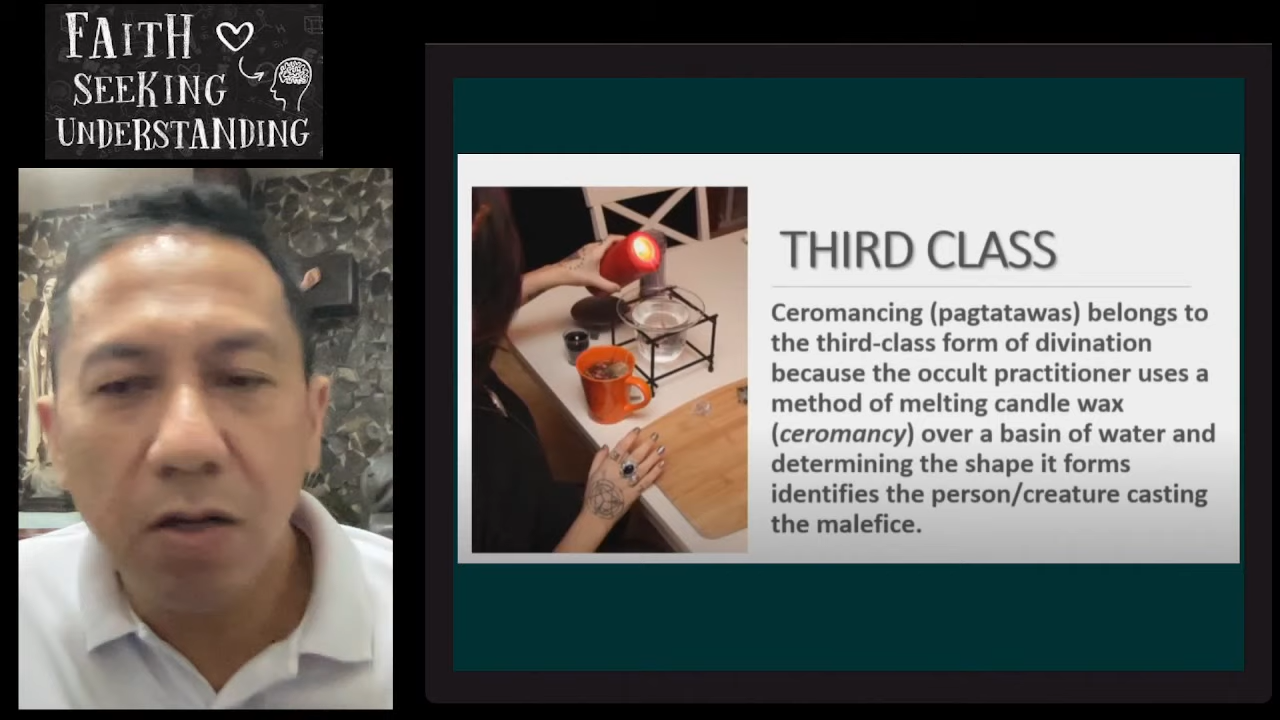 FAITH
SEEKING
UNDERSTANDING
THIRD CLASS
Ceromancing (pagtatawas) belongs to
the third-class form of divination
because the occult practitioner uses a
method of melting candle wax
(ceromancy) over a basin of water and
determining the shape it forms
identifies the person/creature casting
the malefice.